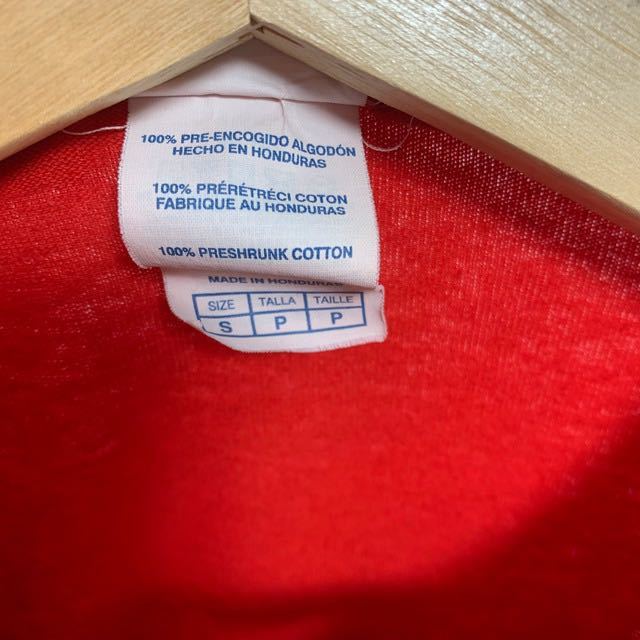 100% PRE-ENCOGIDO ALGODÓN
HECHO EN HONDURAS
100% PRÉRÉTRÉCI COTON
FABRIQUE AU HONDURAS
100% PRESHRUNK COTTON
MADE IN HONDURAS
SIZE TALLA TAILLE
S P P